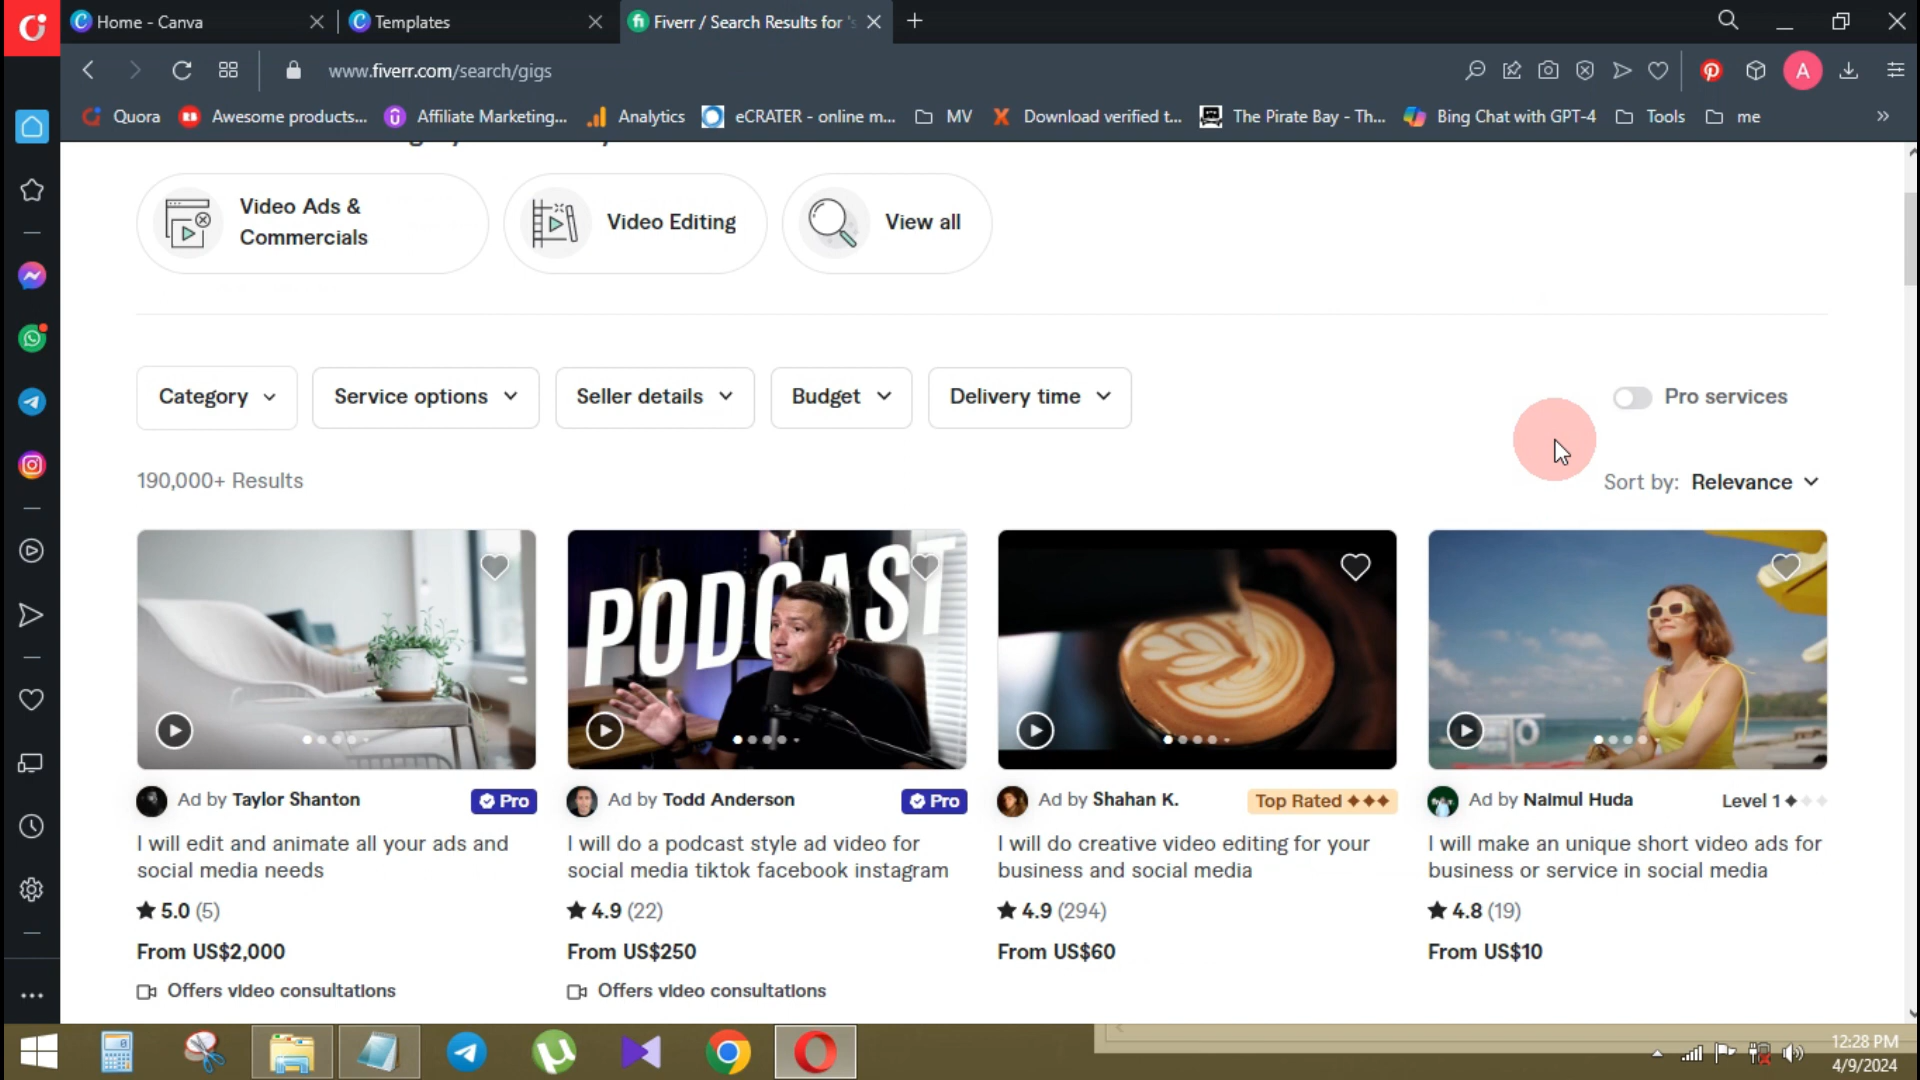 Home - Canva
Templates
Fiverr / Search Results for 's
www.fiverr.com/search/gigs
A
Quora
Awesome products...
Affiliate Marketing...
Analytics
eCRATER - online m...
MV
Download verified t...
The Pirate Bay - Th...
Bing Chat with GPT-4
Tools
me
Video Ads &
Commercials
Video Editing
View all
Category
Service options
Seller details
Budget
Delivery time
Pro services
190,000+ Results
Sort by: Relevance
PODCAST
Ad by Taylor Shanton
Pro
I will edit and animate all your ads and
social media needs
5.0 (5)
From US$2,000
Offers video consultations
Ad by Todd Anderson
Pro
I will do a podcast style ad video for
social media tiktok facebook instagram
4.9 (22)
From US$250
Offers video consultations
Ad by Shahan K.
Top Rated
I will do creative video editing for your
business and social media
4.9 (294)
From US$60
Ad by Naimul Huda
Level 1
I will make an unique short video ads for
business or service in social media
4.8 (19)
From US$10
12:28 PM
4/9/2024